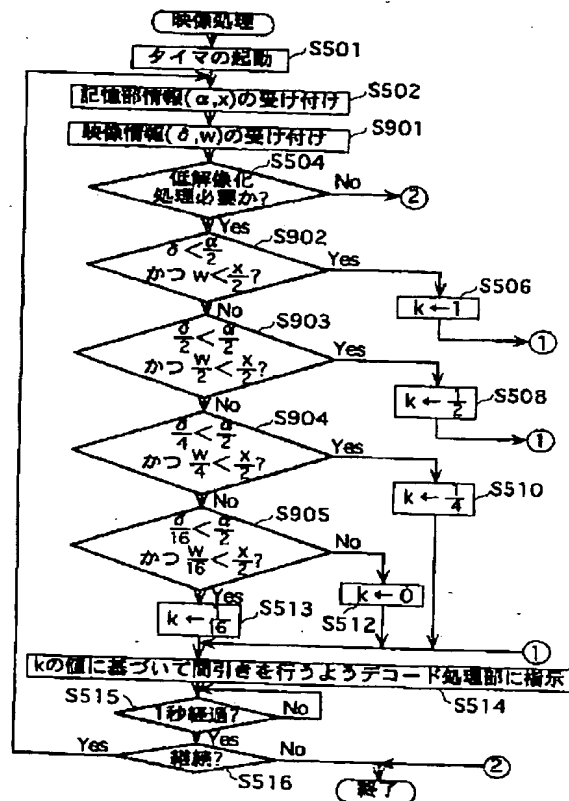 映像処理
タイマの起動
S501
記憶部情報(α,x)の受け付け
S502
映像情報(δ,w)の受け付け
S901
S504
低解像化
処理必要か?
No
②
Yes
S902
δ<α/2
かつ w<x/2?
Yes
S506
k←1
①
No
S903
δ/2<α/2
かつ w/2<x/2?
Yes
S508
k←1/2
①
No
S904
δ/4<α/2
かつ w/4<x/2?
Yes
S510
k←1/4
No
S905
δ/16<α/2
かつ w/16<x/2?
No
k←0
S512
Yes
k←1/16
S513
①
kの値に基づいて間引きを行うようデコード処理部に指示
S514
S515
1秒経過?
No
Yes
Yes
継続?
No
②
S516
終了